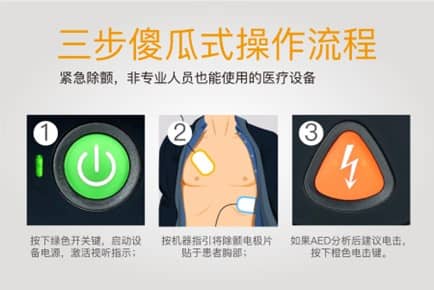 三步傻瓜式操作流程
紧急除颤，非专业人员也能使用的医疗设备
1
2
3
按下绿色开关键，启动设
备电源，激活视听指示；
按机器指引将除颤电极片
贴于患者胸部；
如果AED分析后建议电击，
按下橙色电击键。